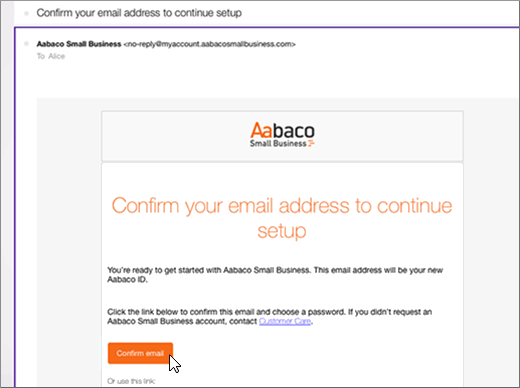 Confirm your email address to continue setup
Aabaco Small Business <no-reply@myaccount.aabacosmallbusiness.com>
To Alice
Aabaco
Small Business
Confirm your email address to continue
setup
You're ready to get started with Aabaco Small Business. This email address will be your new
Aabaco ID.
Click the link below to confirm this email and choose a password. If you didn't request an
Aabaco Small Business account, contact Customer Care.
Confirm email
Or use this link: